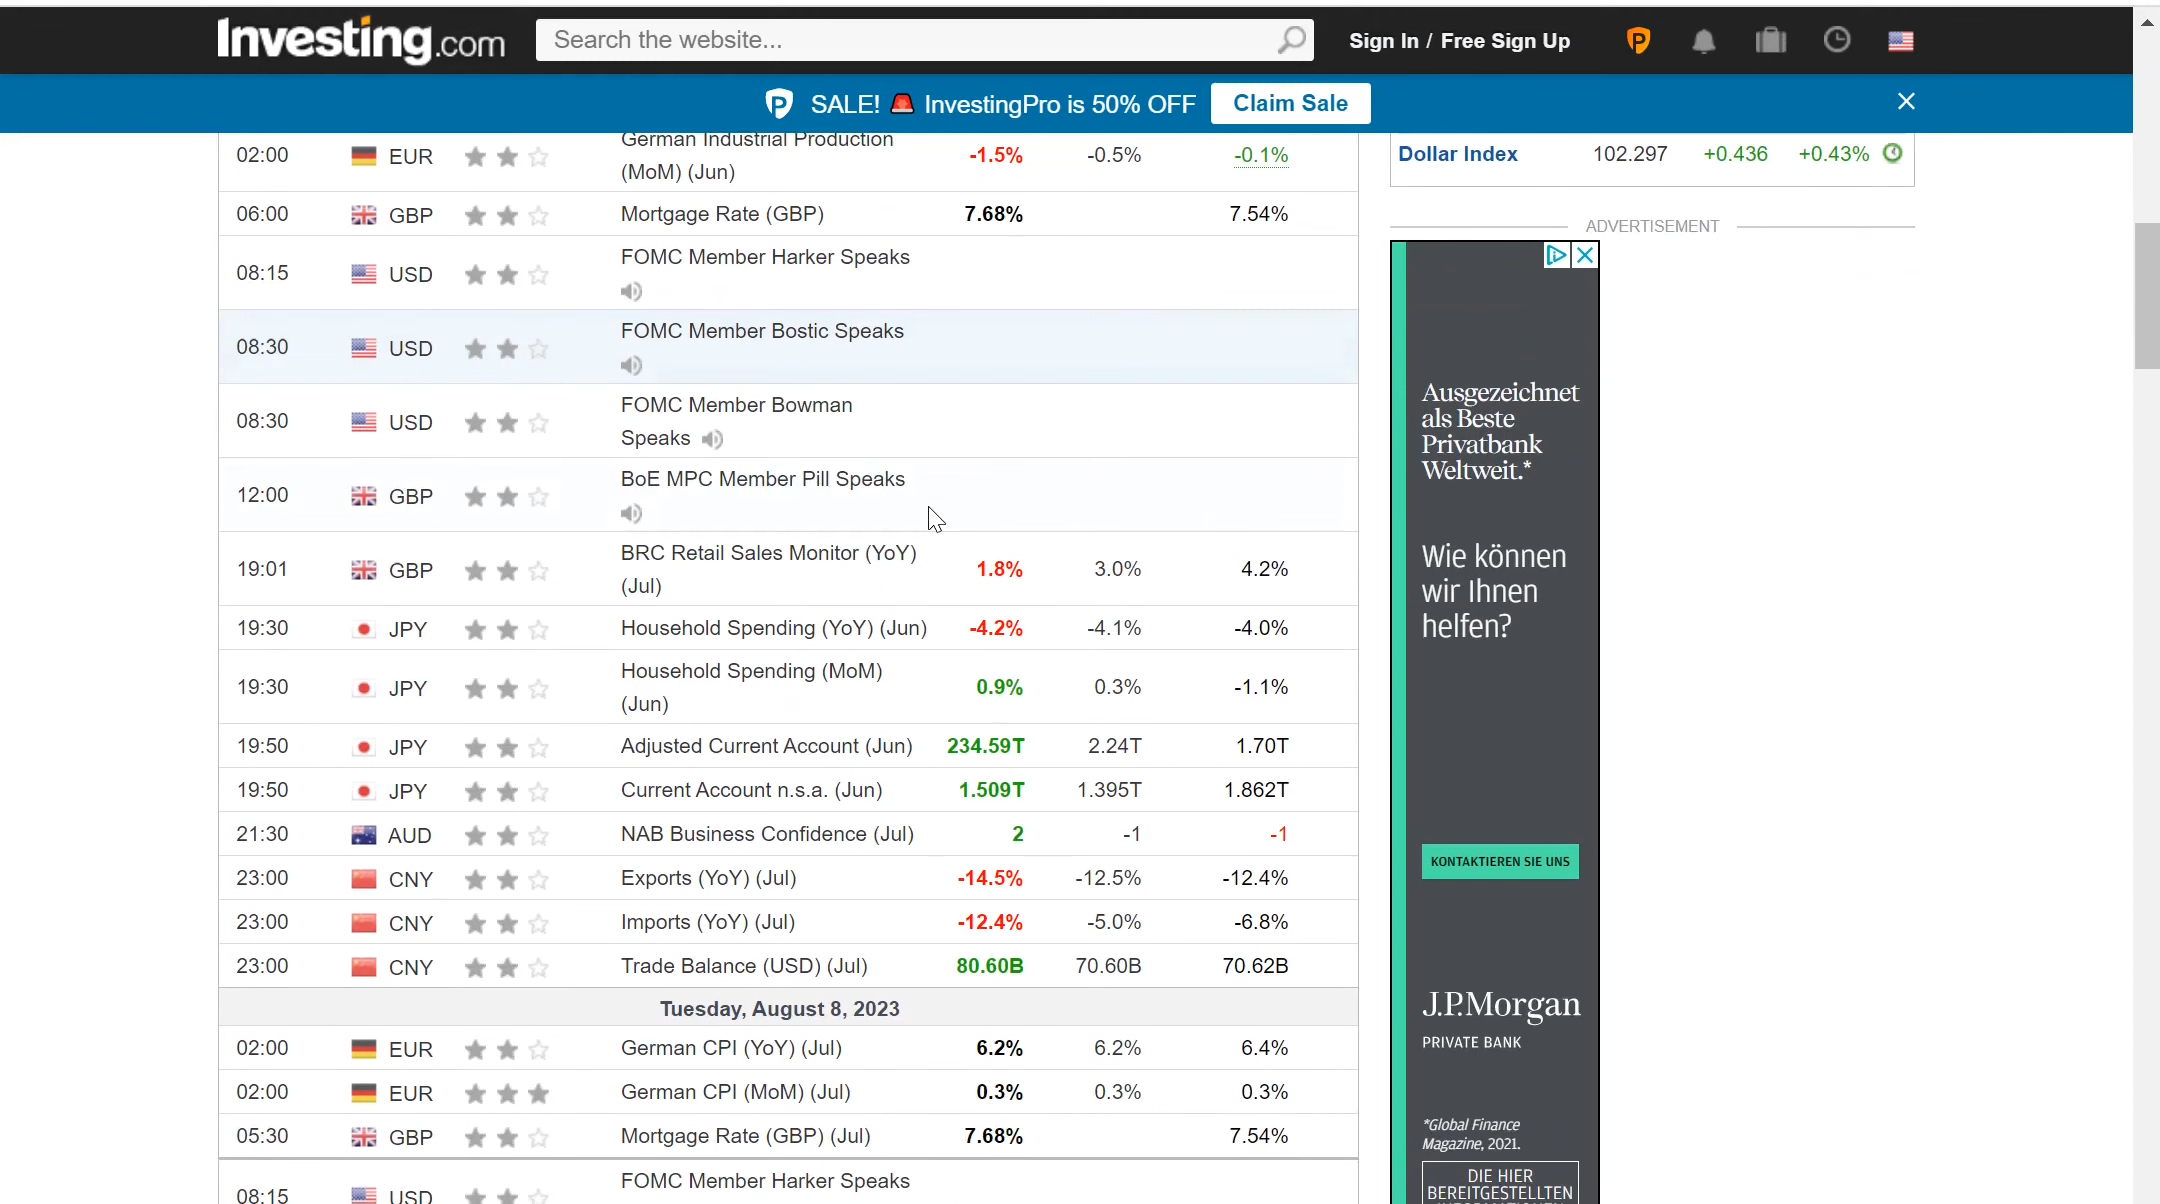 Investing.com Search the website... Sign In / Free Sign Up
SALE! InvestingPro is 50% OFF Claim Sale
02:00 EUR German Industrial Production (MoM) (Jun) -1.5% -0.5% -0.1%
06:00 GBP Mortgage Rate (GBP) 7.68% 7.54%
08:15 USD FOMC Member Harker Speaks
08:30 USD FOMC Member Bostic Speaks
08:30 USD FOMC Member Bowman Speaks
12:00 GBP BoE MPC Member Pill Speaks
19:01 GBP BRC Retail Sales Monitor (YoY) (Jul) 1.8% 3.0% 4.2%
19:30 JPY Household Spending (YoY) (Jun) -4.2% -4.1% -4.0%
19:30 JPY Household Spending (MoM) (Jun) 0.9% 0.3% -1.1%
19:50 JPY Adjusted Current Account (Jun) 234.59T 2.24T 1.70T
19:50 JPY Current Account n.s.a. (Jun) 1.509T 1.395T 1.862T
21:30 AUD NAB Business Confidence (Jul) 2 -1 -1
23:00 CNY Exports (YoY) (Jul) -14.5% -12.5% -12.4%
23:00 CNY Imports (YoY) (Jul) -12.4% -5.0% -6.8%
23:00 CNY Trade Balance (USD) (Jul) 80.60B 70.60B 70.62B
Tuesday, August 8, 2023
02:00 EUR German CPI (YoY) (Jul) 6.2% 6.2% 6.4%
02:00 EUR German CPI (MoM) (Jul) 0.3% 0.3% 0.3%
05:30 GBP Mortgage Rate (GBP) (Jul) 7.68% 7.54%
08:15 USD FOMC Member Harker Speaks
Dollar Index 102.297 +0.436 +0.43%
ADVERTISEMENT
Ausgezeichnet
als Beste
Privatbank
Weltweit.*
Wie können
wir Ihnen
helfen?
KONTAKTIEREN SIE UNS
J.P.Morgan
PRIVATE BANK
*Global Finance
Magazine, 2021.
DIE HIER
BEREITGESTELLTEN